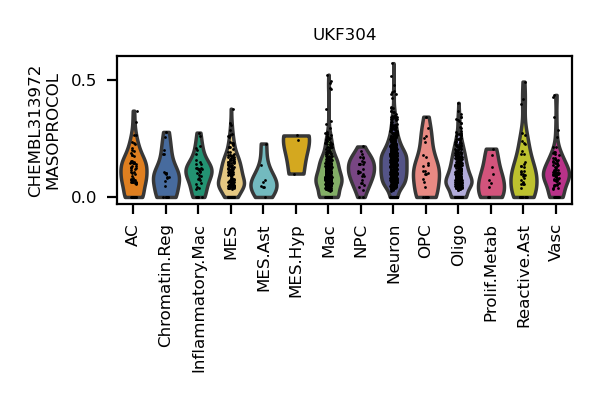 UKF304
CHEMBL313972
MASOPROCOL
0.5
0.0
AC
Chromatin.Reg
Inflammatory.Mac
MES
MES.Ast
MES.Hyp
Mac
NPC
Neuron
OPC
Oligo
Prolif.Metab
Reactive.Ast
Vasc